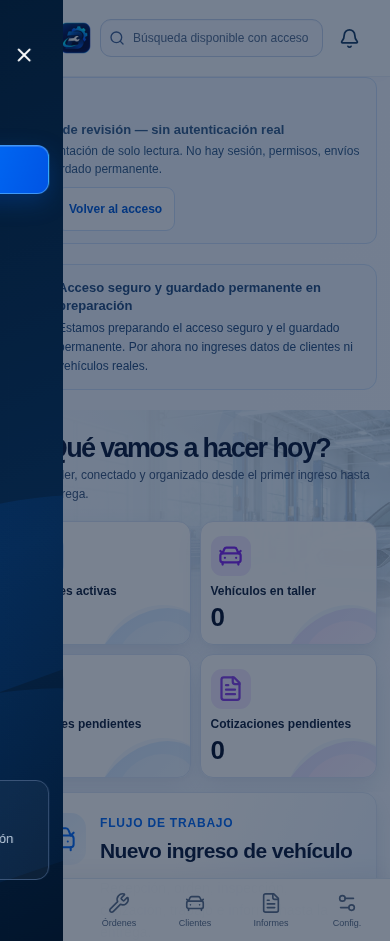 Búsqueda disponible con acceso
de revisión — sin autenticación real
ntación de solo lectura. No hay sesión, permisos, envíos
rdado permanente.
Volver al acceso
Acceso seguro y guardado permanente en
preparación
Estamos preparando el acceso seguro y el guardado
permanente. Por ahora no ingreses datos de clientes ni
vehículos reales.
Qué vamos a hacer hoy?
ler, conectado y organizado desde el primer ingreso hasta
rega.
es activas
Vehículos en taller
0
es pendientes
Cotizaciones pendientes
0
ón
FLUJO DE TRABAJO
Nuevo ingreso de vehículo
Órdenes
Clientes
Informes
Config.